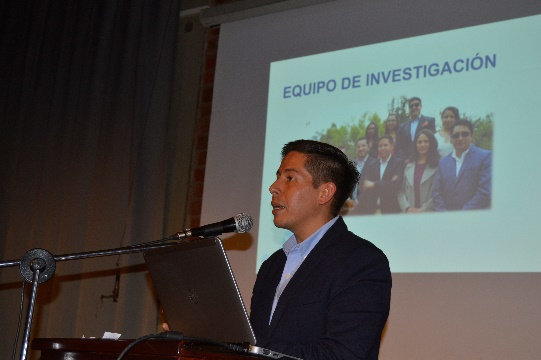 EQUIPO DE INVESTIGACIÓN